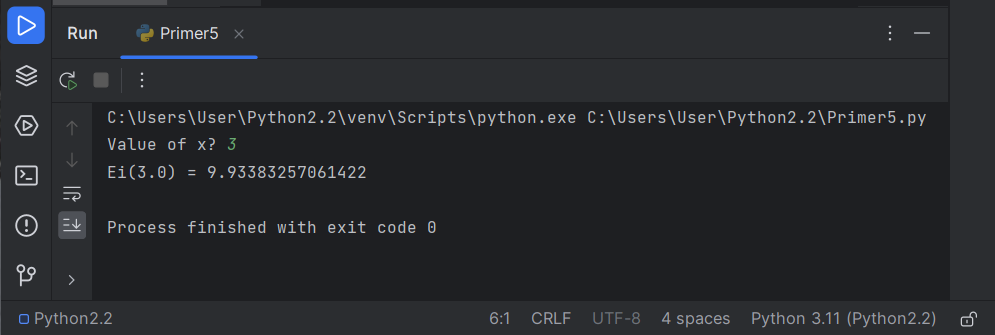 Run Primer5
C:\Users\User\Python2.2\venv\Scripts\python.exe C:\Users\User\Python2.2\Primer5.py
Value of x? 3
Ei(3.0) = 9.93383257061422
Process finished with exit code 0
Python2.2 6:1 CRLF UTF-8 4 spaces Python 3.11 (Python2.2)